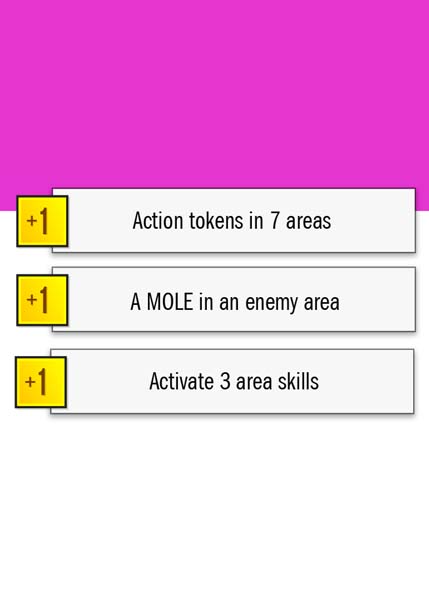 +1 Action tokens in 7 areas
+1 A MOLE in an enemy area
+1 Activate 3 area skills